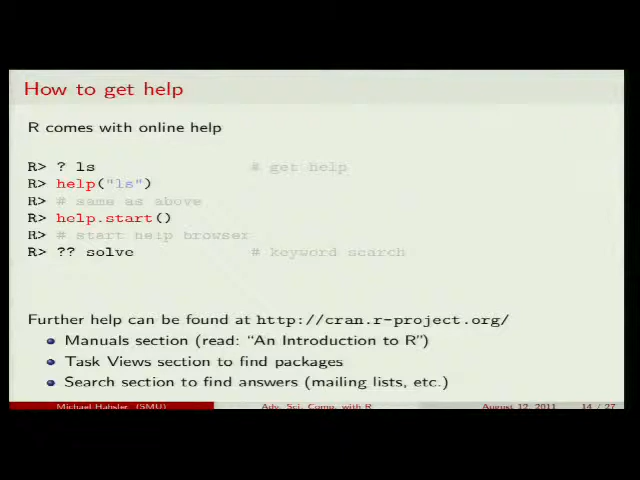 How to get help
R comes with online help
R> ? ls # get help
R> help("ls")
R> # same as above
R> help.start()
R> # start help browser
R> ?? solve # keyword search
Further help can be found at http://cran.r-project.org/
Manuals section (read: “An Introduction to R”)
Task Views section to find packages
Search section to find answers (mailing lists, etc.)
Michael Hahsler (SMU) Adv. Sci. Comp. with R August 12, 2011 14 / 27